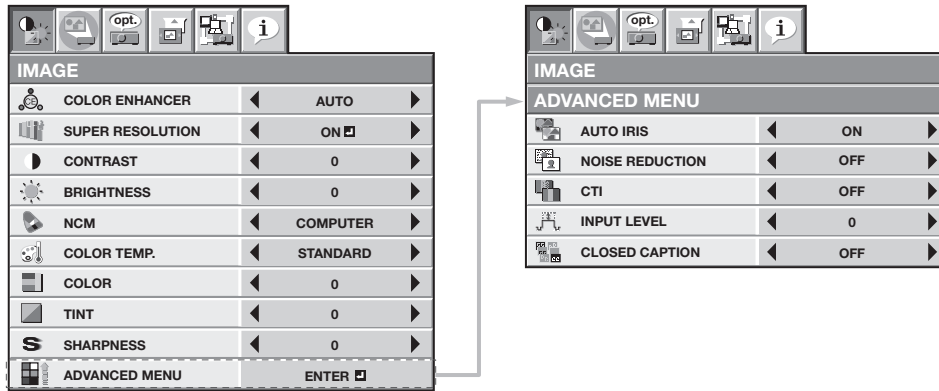 opt.
IMAGE
COLOR ENHANCER AUTO
SUPER RESOLUTION ON
CONTRAST 0
BRIGHTNESS 0
NCM COMPUTER
COLOR TEMP. STANDARD
COLOR 0
TINT 0
SHARPNESS 0
ADVANCED MENU ENTER
opt.
IMAGE
ADVANCED MENU
AUTO IRIS ON
NOISE REDUCTION OFF
CTI OFF
INPUT LEVEL 0
CLOSED CAPTION OFF